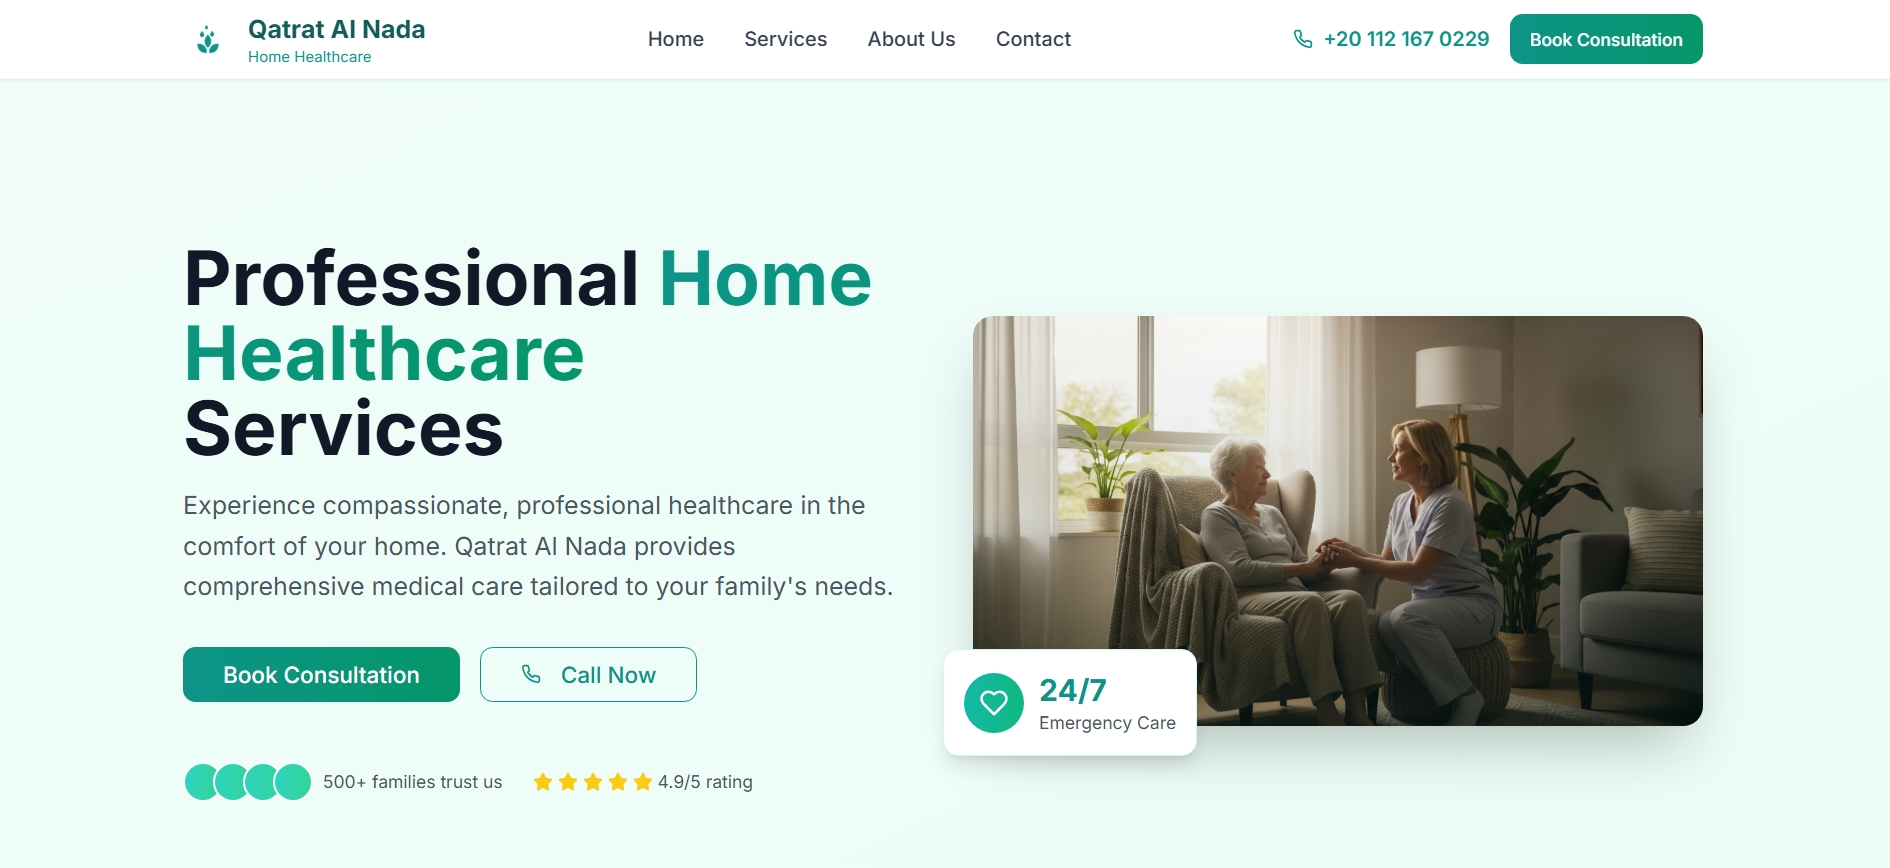 Qatrat Al Nada
Home Healthcare
Home
Services
About Us
Contact
+20 112 167 0229
Book Consultation
Professional Home
Healthcare
Services
Experience compassionate, professional healthcare in the
comfort of your home. Qatrat Al Nada provides
comprehensive medical care tailored to your family's needs.
Book Consultation
Call Now
500+ families trust us
4.9/5 rating
24/7
Emergency Care